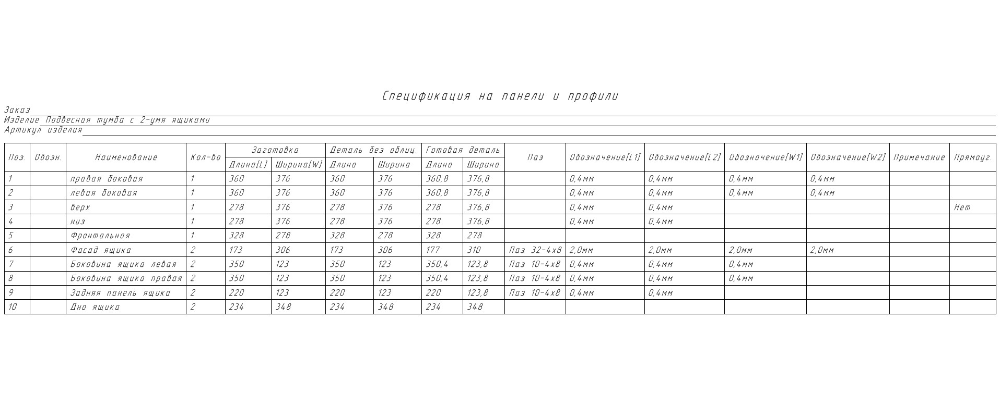 Спецификация на панели и профили
Заказ
Изделие Подвесная тумба с 2-умя ящиками
Артикул изделия
Поз. Обозн. Наименование Кол-во Заготовка Деталь без облиц. Готовая деталь Паз Обозначение[L1] Обозначение[L2] Обозначение[W1] Обозначение[W2] Примечание Прямоуг.
Длина[L] Ширина[W] Длина Ширина Длина Ширина
1 правая боковая 1 360 376 360 376 360,8 376,8 0,4мм 0,4мм 0,4мм 0,4мм
2 левая боковая 1 360 376 360 376 360,8 376,8 0,4мм 0,4мм 0,4мм 0,4мм
3 верх 1 278 376 278 376 278 376,8 0,4мм 0,4мм Нет
4 низ 1 278 376 278 376 278 376,8 0,4мм 0,4мм
5 Фронтальная 1 328 278 328 278 328 278
6 Фасад ящика 2 173 306 173 306 177 310 Паз 32-4х8 2,0мм 2,0мм 2,0мм 2,0мм
7 Боковина ящика левая 2 350 123 350 123 350,4 123,8 Паз 10-4х8 0,4мм 0,4мм 0,4мм
8 Боковина ящика правая 2 350 123 350 123 350,4 123,8 Паз 10-4х8 0,4мм 0,4мм 0,4мм
9 Задняя панель ящика 2 220 123 220 123 220 123,8 Паз 10-4х8 0,4мм 0,4мм
10 Дно ящика 2 234 348 234 348 234 348